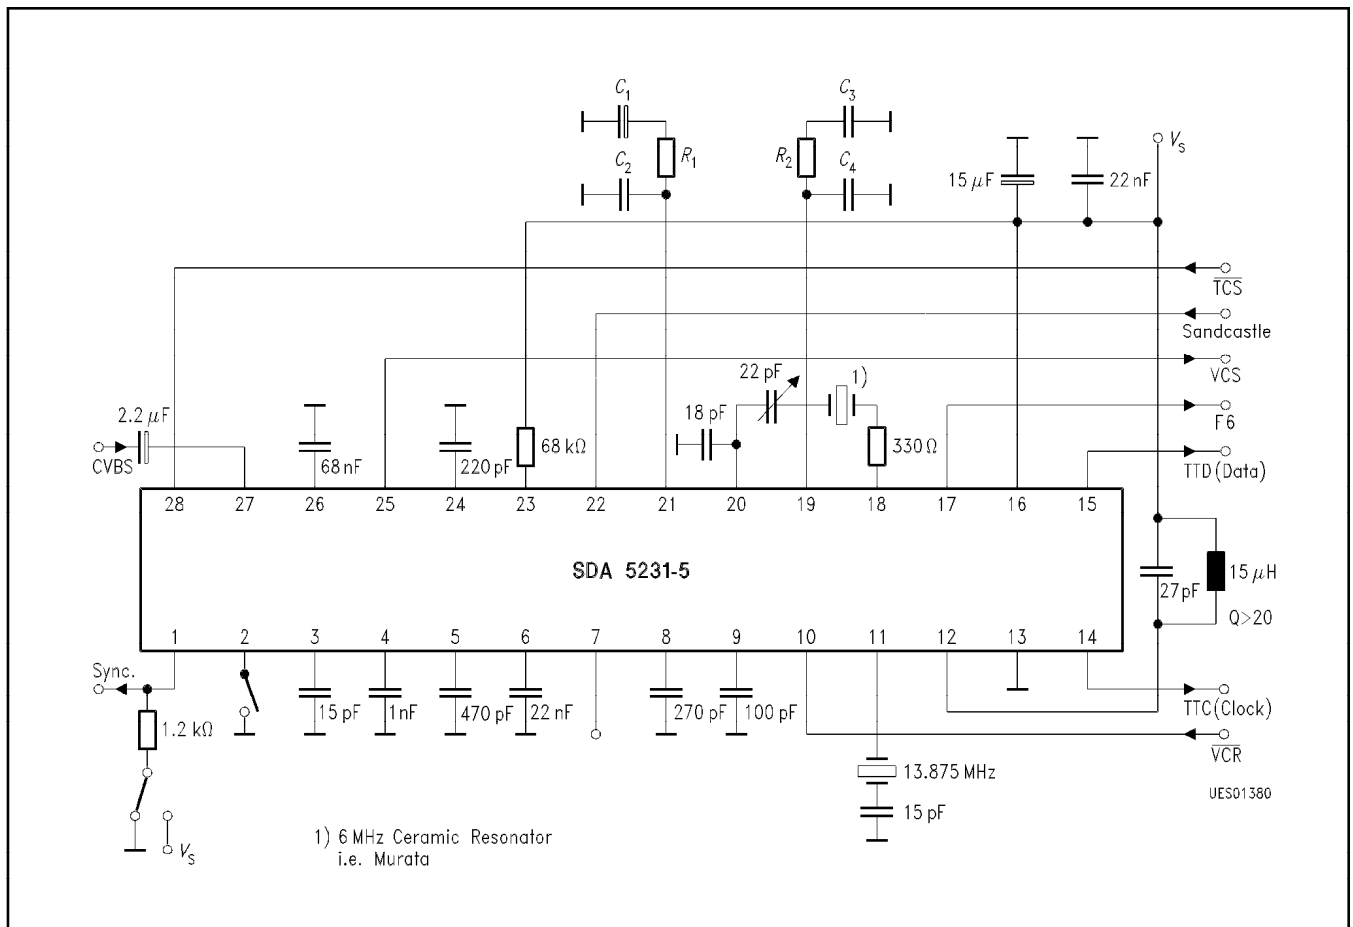 C1
C3
R1
R2
C2
C4
VS
15 µF
22 nF
TCS
Sandcastle
VCS
22 pF
1)
18 pF
F6
2.2 µF
CVBS
68 nF
220 pF
68 kΩ
330 Ω
TTD (Data)
28 27 26 25 24 23 22 21 20 19 18 17 16 15
SDA 5231-5
27 pF
15 µH
Q>20
1 2 3 4 5 6 7 8 9 10 11 12 13 14
Sync.
1.2 kΩ
15 pF
1 nF
470 pF
22 nF
270 pF
100 pF
TTC (Clock)
VCR
13.875 MHz
15 pF
UES01380
VS
1) 6 MHz Ceramic Resonator
i.e. Murata